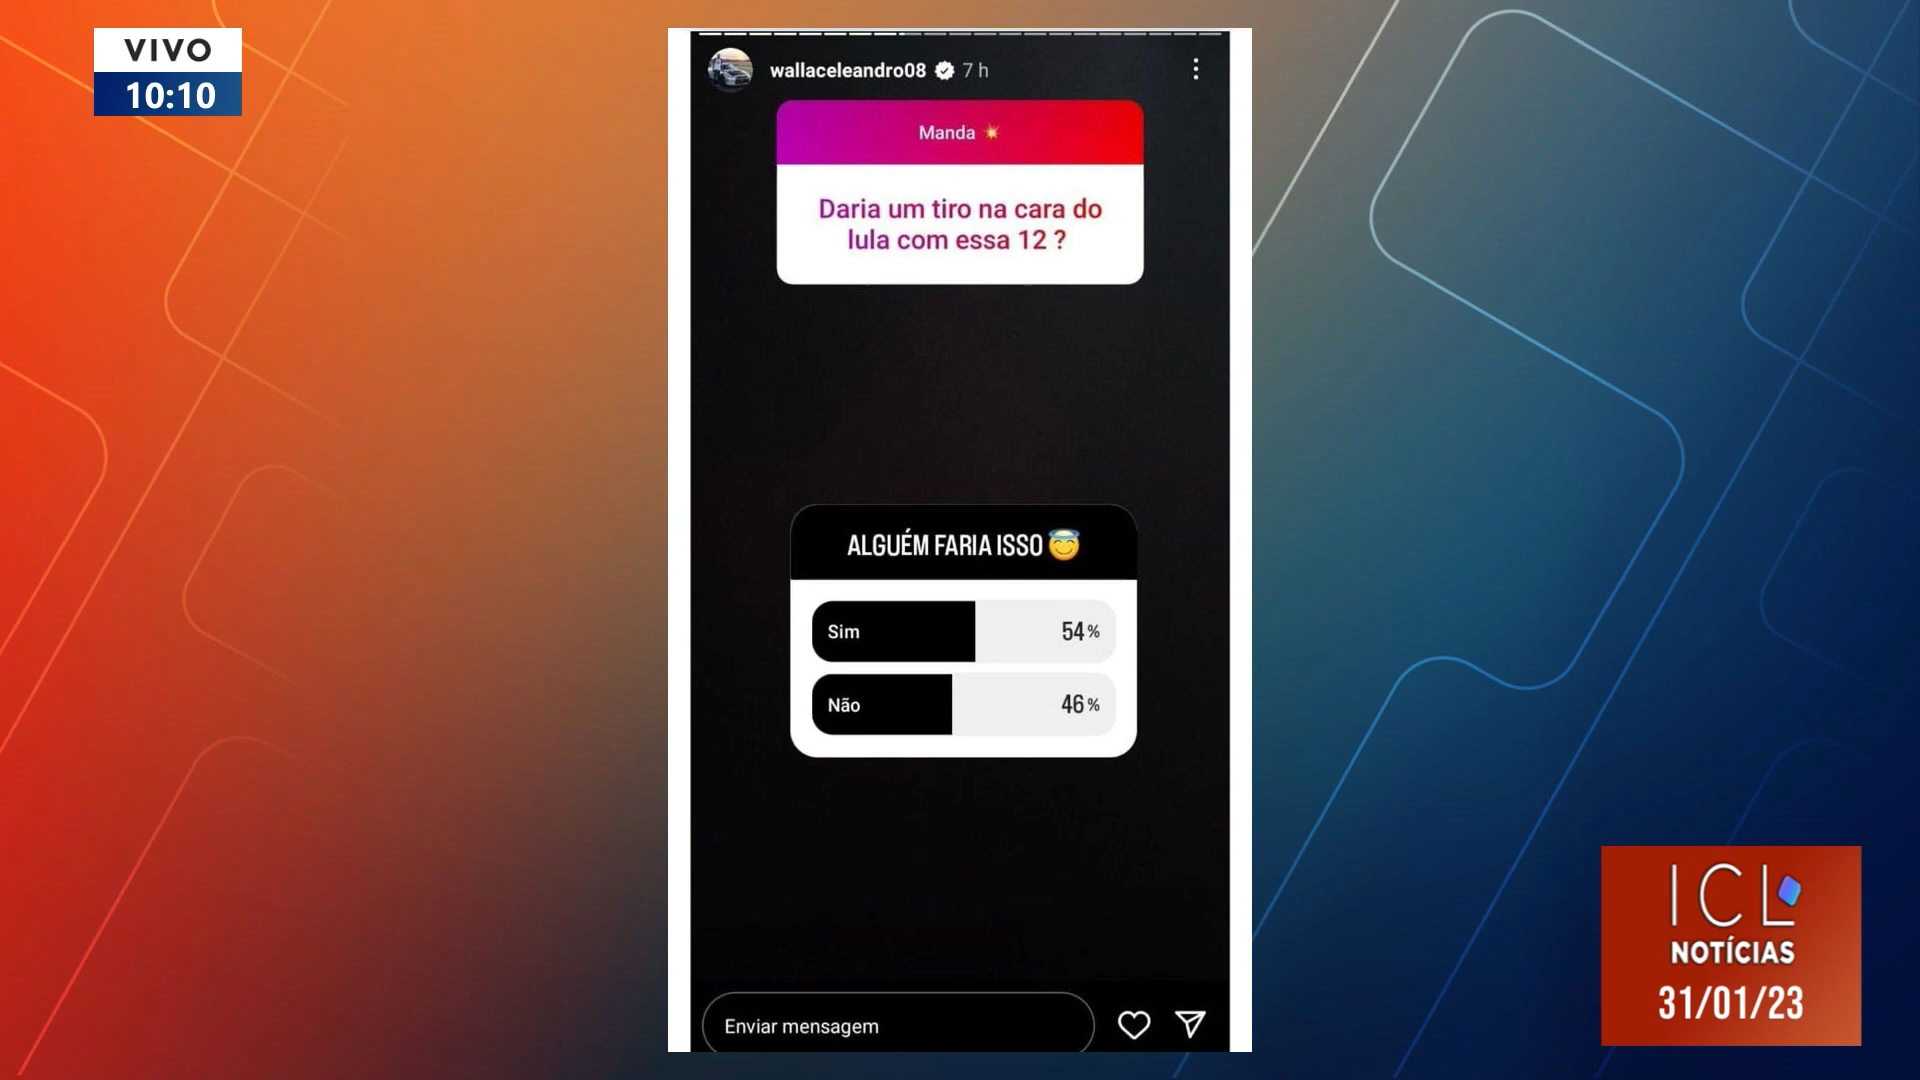 VIVO
10:10
wallaceleandro08 7 h
Manda 💥
Daria um tiro na cara do
lula com essa 12 ?
ALGUÉM FARIA ISSO 😇
Sim 54%
Não 46%
Enviar mensagem
ICL
NOTÍCIAS
31/01/23